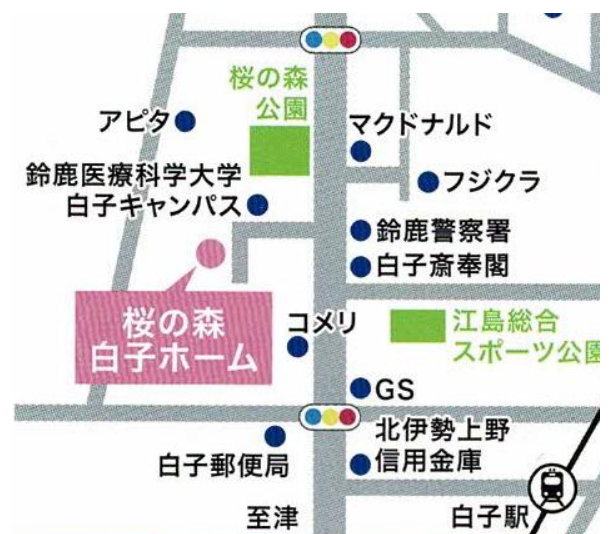 桜の森
公園
アピタ
マクドナルド
鈴鹿医療科学大学
白子キャンパス
フジクラ
鈴鹿警察署
白子斎奉閣
桜の森
白子ホーム
コメリ
江島総合
スポーツ公園
GS
北伊勢上野
信用金庫
白子郵便局
至津
白子駅